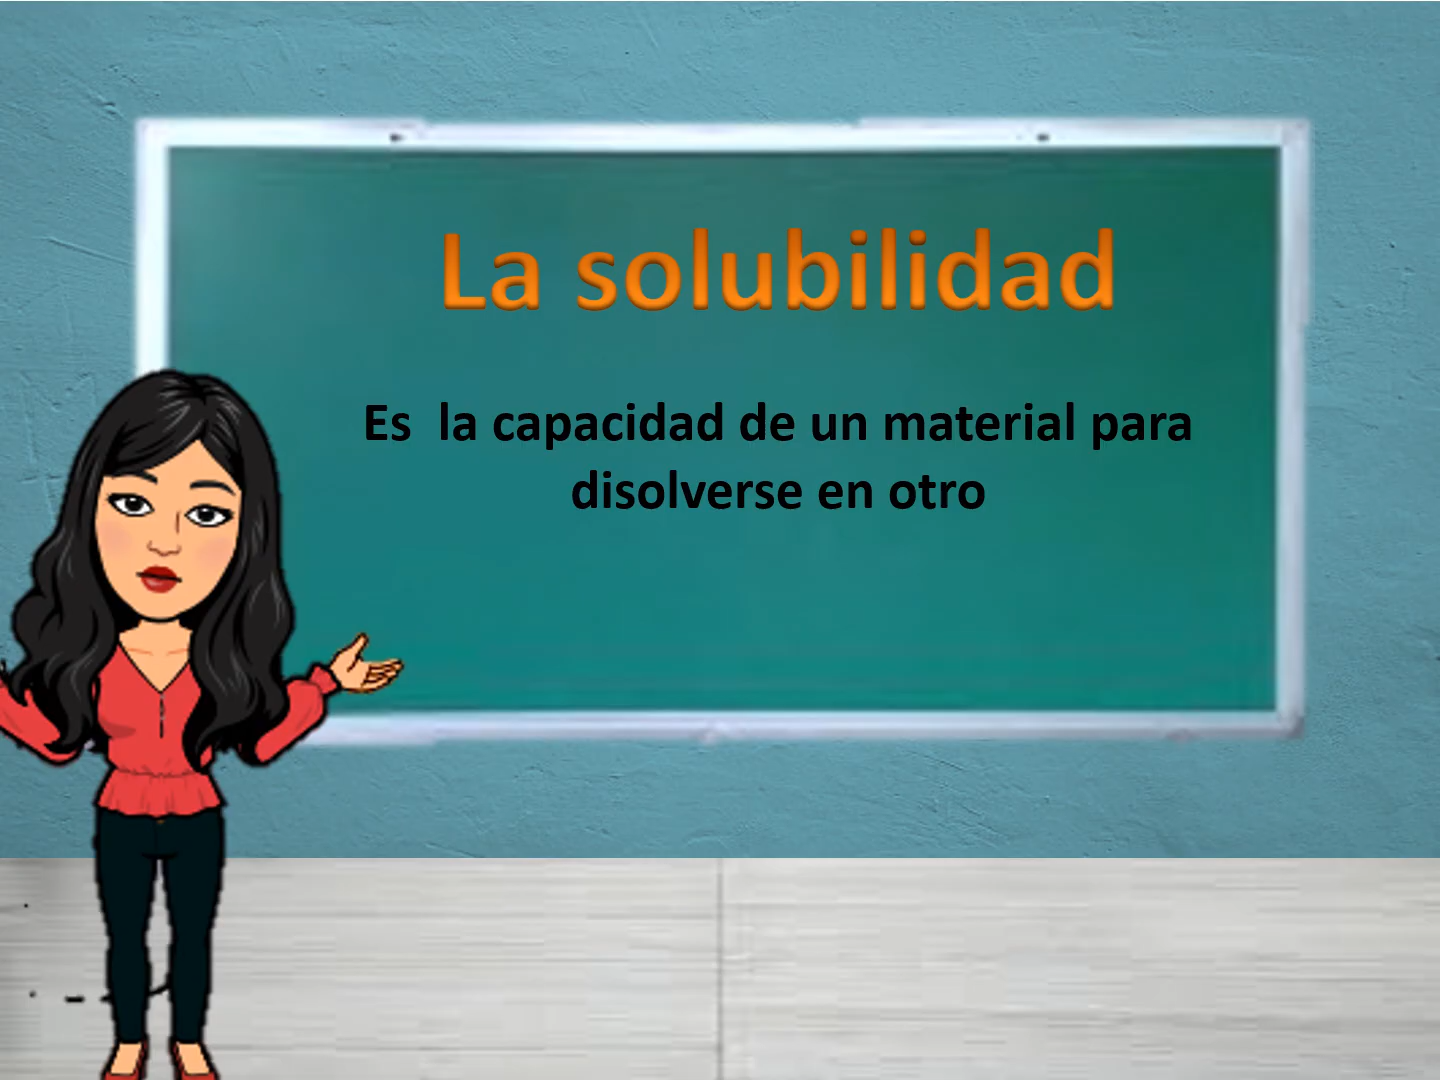 La solubilidad
Es  la capacidad de un material para
disolverse en otro